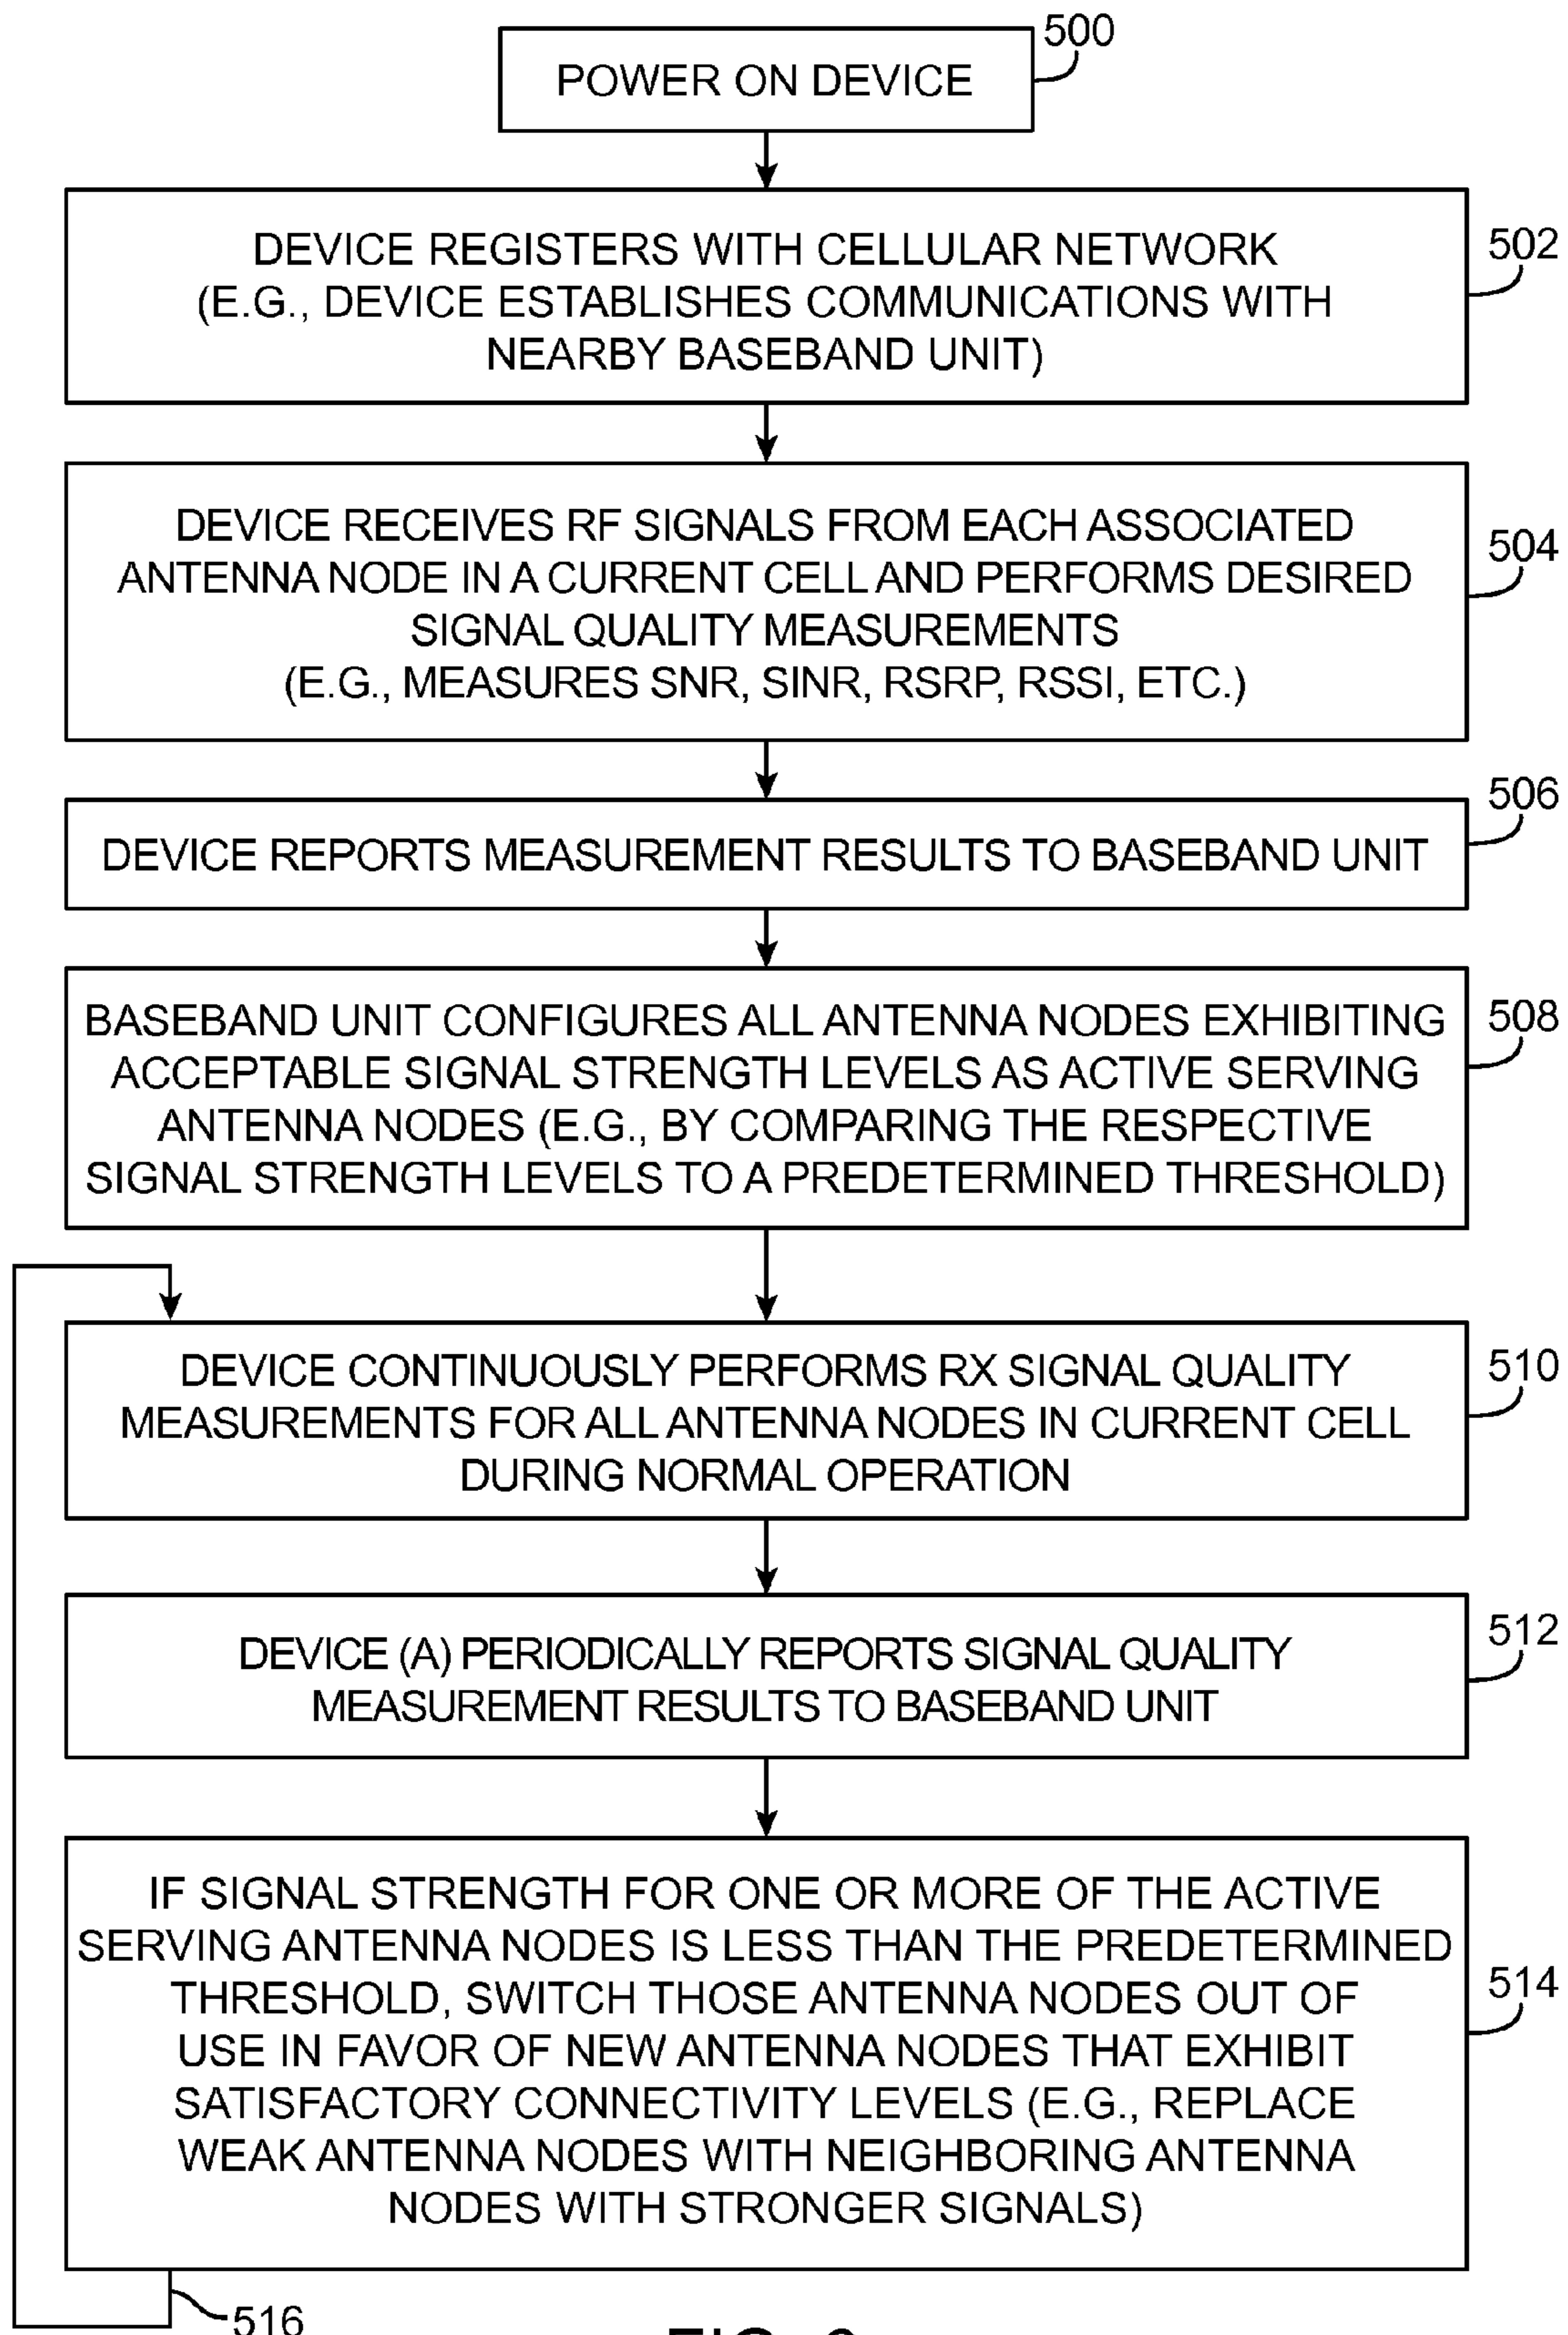 500
POWER ON DEVICE
502
DEVICE REGISTERS WITH CELLULAR NETWORK
(E.G., DEVICE ESTABLISHES COMMUNICATIONS WITH
NEARBY BASEBAND UNIT)
504
DEVICE RECEIVES RF SIGNALS FROM EACH ASSOCIATED
ANTENNA NODE IN A CURRENT CELL AND PERFORMS DESIRED
SIGNAL QUALITY MEASUREMENTS
(E.G., MEASURES SNR, SINR, RSRP, RSSI, ETC.)
506
DEVICE REPORTS MEASUREMENT RESULTS TO BASEBAND UNIT
508
BASEBAND UNIT CONFIGURES ALL ANTENNA NODES EXHIBITING
ACCEPTABLE SIGNAL STRENGTH LEVELS AS ACTIVE SERVING
ANTENNA NODES (E.G., BY COMPARING THE RESPECTIVE
SIGNAL STRENGTH LEVELS TO A PREDETERMINED THRESHOLD)
510
DEVICE CONTINUOUSLY PERFORMS RX SIGNAL QUALITY
MEASUREMENTS FOR ALL ANTENNA NODES IN CURRENT CELL
DURING NORMAL OPERATION
512
DEVICE (A) PERIODICALLY REPORTS SIGNAL QUALITY
MEASUREMENT RESULTS TO BASEBAND UNIT
514
IF SIGNAL STRENGTH FOR ONE OR MORE OF THE ACTIVE
SERVING ANTENNA NODES IS LESS THAN THE PREDETERMINED
THRESHOLD, SWITCH THOSE ANTENNA NODES OUT OF
USE IN FAVOR OF NEW ANTENNA NODES THAT EXHIBIT
SATISFACTORY CONNECTIVITY LEVELS (E.G., REPLACE
WEAK ANTENNA NODES WITH NEIGHBORING ANTENNA
NODES WITH STRONGER SIGNALS)
516
FIG.